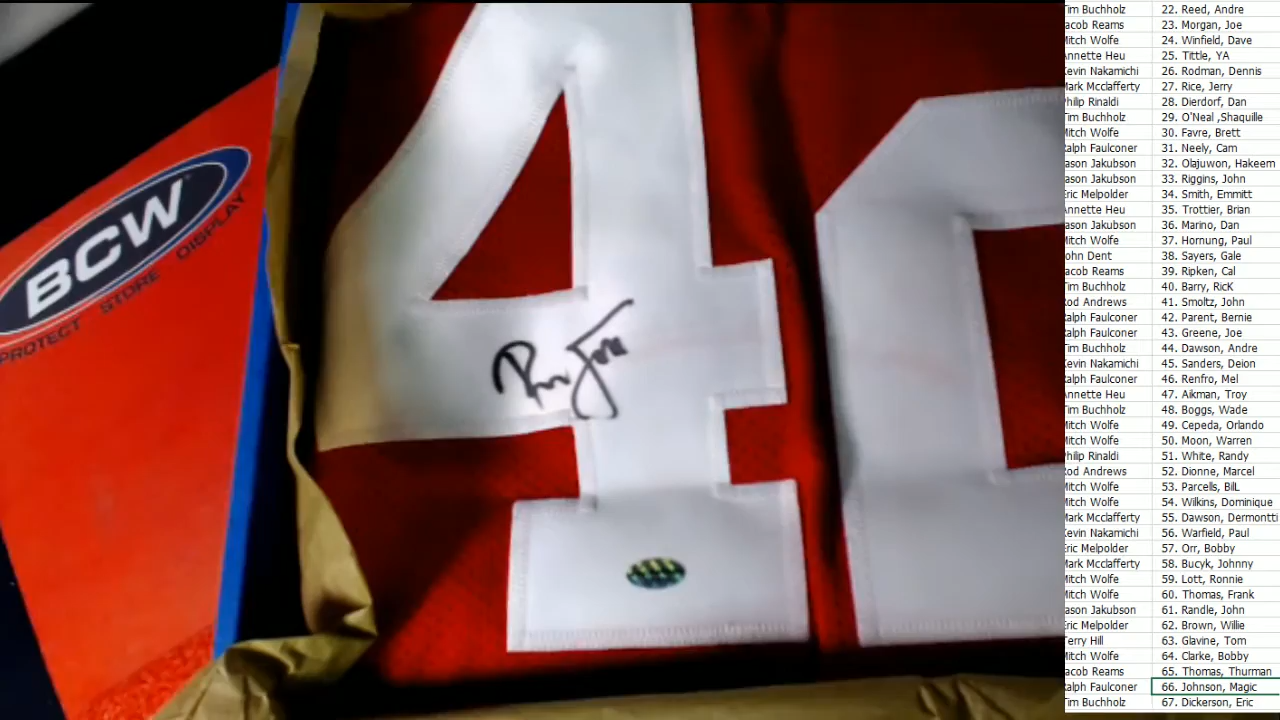 BCW
PROTECT STORE DISPLAY
4
Tim Buchholz 22. Reed, Andre
Jacob Reams 23. Morgan, Joe
Mitch Wolfe 24. Winfield, Dave
Annette Heu 25. Tittle, YA
Kevin Nakamichi 26. Rodman, Dennis
Mark Mcclafferty 27. Rice, Jerry
Philip Rinaldi 28. Dierdorf, Dan
Tim Buchholz 29. O'Neal ,Shaquille
Mitch Wolfe 30. Favre, Brett
Ralph Faulconer 31. Neely, Cam
Jason Jakubson 32. Olajuwon, Hakeem
Jason Jakubson 33. Riggins, John
Eric Melpolder 34. Smith, Emmitt
Annette Heu 35. Trottier, Brian
Jason Jakubson 36. Marino, Dan
Mitch Wolfe 37. Hornung, Paul
John Dent 38. Sayers, Gale
Jacob Reams 39. Ripken, Cal
Tim Buchholz 40. Barry, RicK
Rod Andrews 41. Smoltz, John
Ralph Faulconer 42. Parent, Bernie
Ralph Faulconer 43. Greene, Joe
Tim Buchholz 44. Dawson, Andre
Kevin Nakamichi 45. Sanders, Deion
Ralph Faulconer 46. Renfro, Mel
Annette Heu 47. Aikman, Troy
Tim Buchholz 48. Boggs, Wade
Mitch Wolfe 49. Cepeda, Orlando
Mitch Wolfe 50. Moon, Warren
Philip Rinaldi 51. White, Randy
Rod Andrews 52. Dionne, Marcel
Mitch Wolfe 53. Parcells, BilL
Mitch Wolfe 54. Wilkins, Dominique
Mark Mcclafferty 55. Dawson, Dermontti
Kevin Nakamichi 56. Warfield, Paul
Eric Melpolder 57. Orr, Bobby
Mark Mcclafferty 58. Bucyk, Johnny
Mitch Wolfe 59. Lott, Ronnie
Mitch Wolfe 60. Thomas, Frank
Jason Jakubson 61. Randle, John
Eric Melpolder 62. Brown, Willie
Terry Hill 63. Glavine, Tom
Mitch Wolfe 64. Clarke, Bobby
Jacob Reams 65. Thomas, Thurman
Ralph Faulconer 66. Johnson, Magic
Tim Buchholz 67. Dickerson, Eric